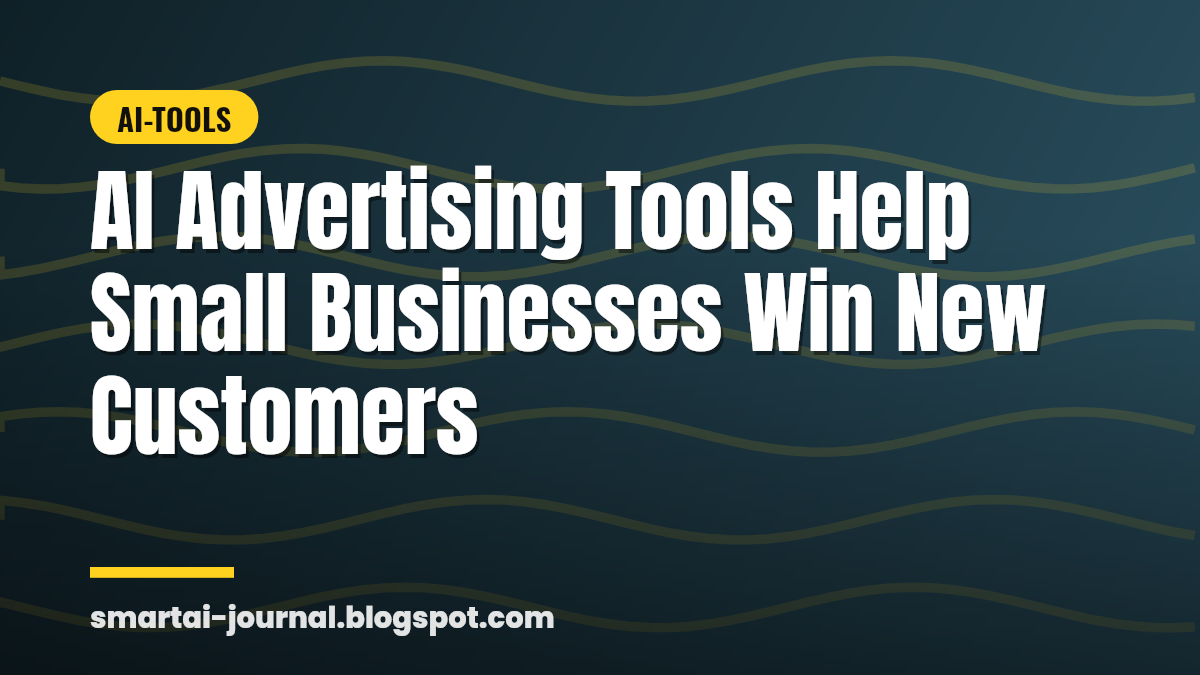 AI-TOOLS
AI Advertising Tools Help
Small Businesses Win New
Customers
smartai-journal.blogspot.com